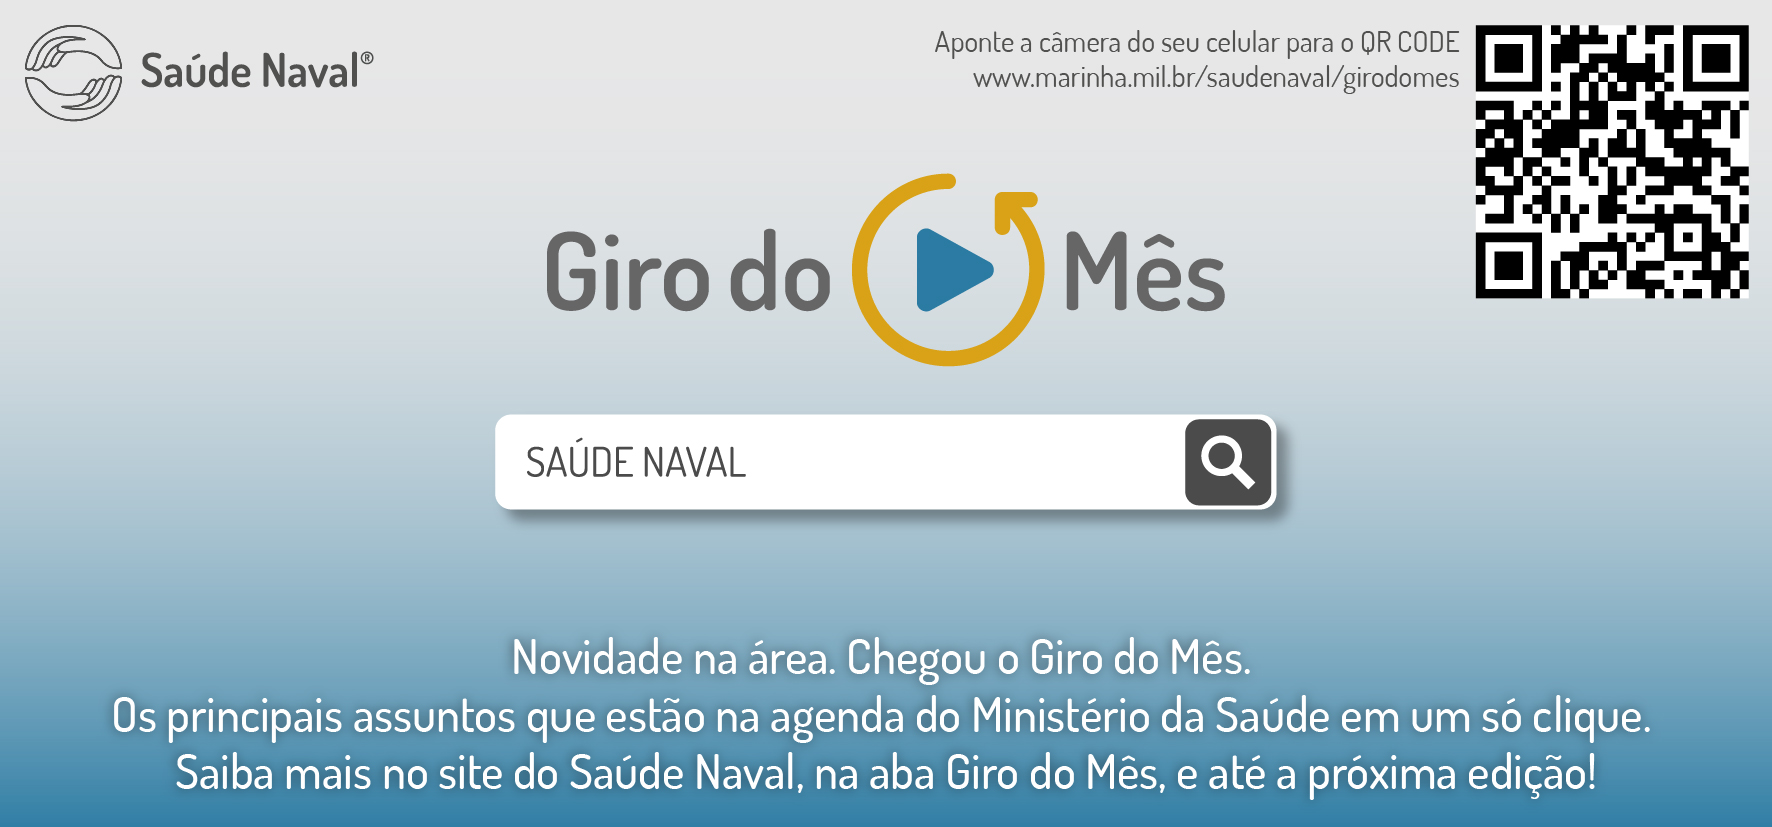 Saúde Naval®
Aponte a câmera do seu celular para o QR CODE
www.marinha.mil.br/saudenaval/girodomes
Giro do Mês
SAÚDE NAVAL
Novidade na área. Chegou o Giro do Mês.
Os principais assuntos que estão na agenda do Ministério da Saúde em um só clique.
Saiba mais no site do Saúde Naval, na aba Giro do Mês, e até a próxima edição!